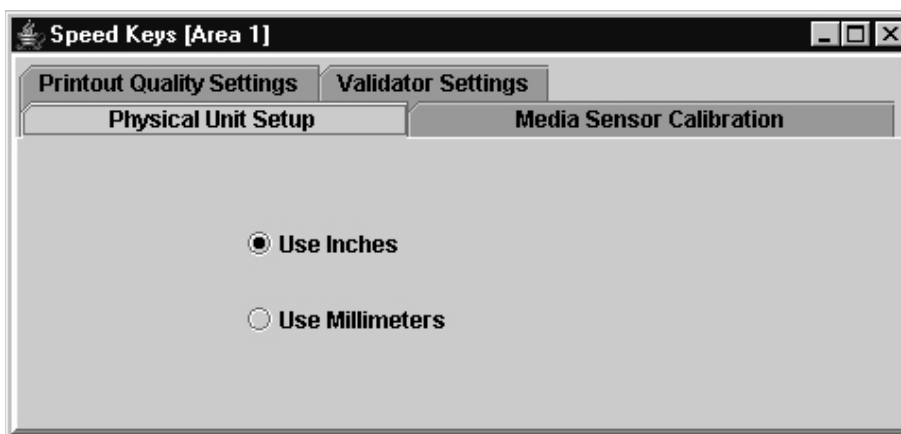 Speed Keys [Area 1]
Printout Quality Settings Validator Settings
Physical Unit Setup Media Sensor Calibration
Use Inches
Use Millimeters